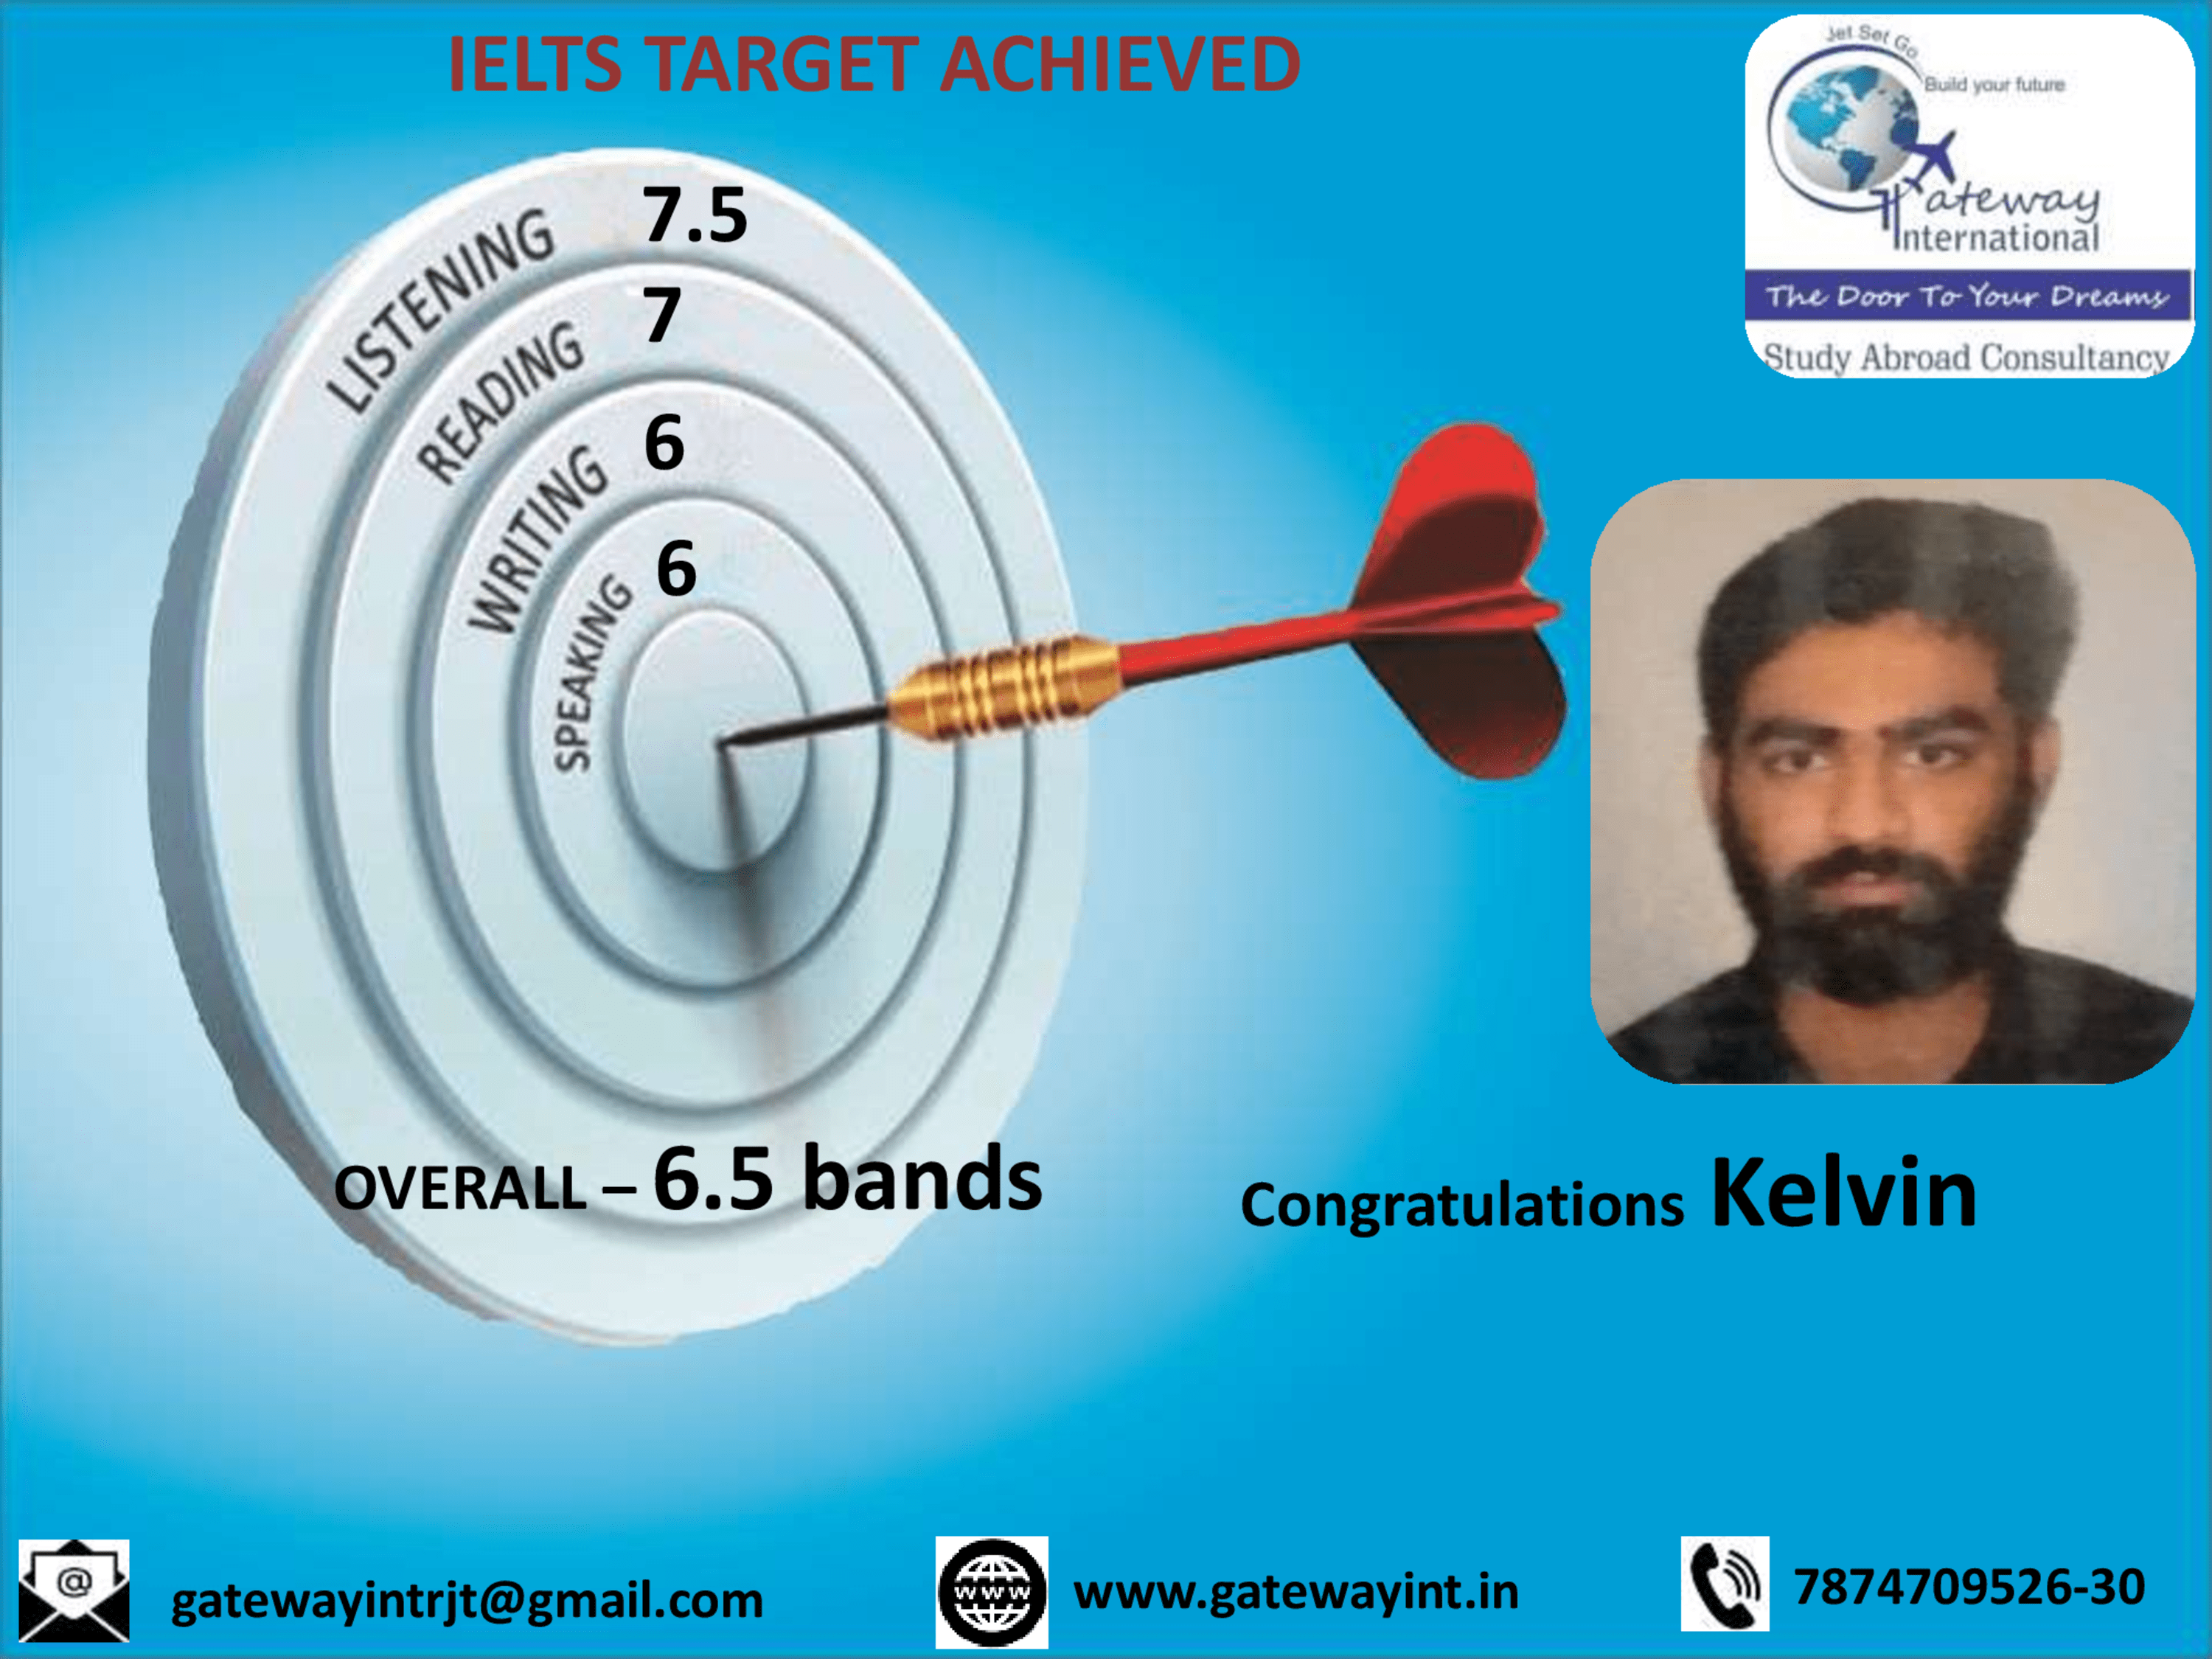 IELTS TARGET ACHIEVED
Jet Set Go...
Build your future
Gateway
International
The Door To Your Dreams
Study Abroad Consultancy
LISTENING 7.5
READING 7
WRITING 6
SPEAKING 6
OVERALL – 6.5 bands
Congratulations Kelvin
@ gatewayintrjt@gmail.com
www www.gatewayint.in
7874709526-30